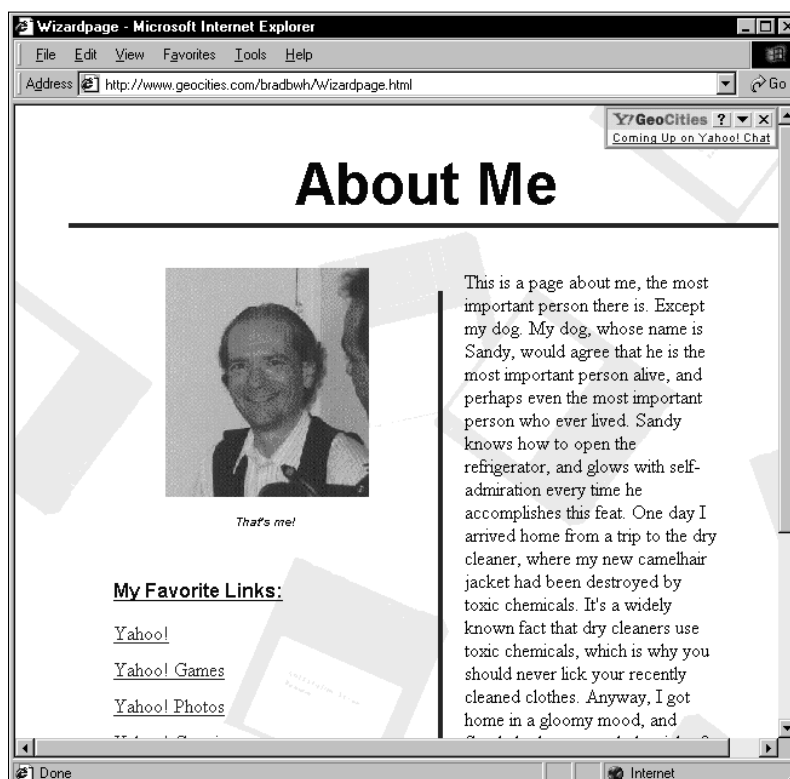 Wizardpage - Microsoft Internet Explorer
File Edit View Favorites Tools Help
Address http://www.geocities.com/bradbwh/Wizardpage.html Go
Y! GeoCities ?
Coming Up on Yahoo! Chat
About Me
That's me!
My Favorite Links:
Yahoo!
Yahoo! Games
Yahoo! Photos
This is a page about me, the most
important person there is. Except
my dog. My dog, whose name is
Sandy, would agree that he is the
most important person alive, and
perhaps even the most important
person who ever lived. Sandy
knows how to open the
refrigerator, and glows with self-
admiration every time he
accomplishes this feat. One day I
arrived home from a trip to the dry
cleaner, where my new camelhair
jacket had been destroyed by
toxic chemicals. It's a widely
known fact that dry cleaners use
toxic chemicals, which is why you
should never lick your recently
cleaned clothes. Anyway, I got
home in a gloomy mood, and
Done Internet